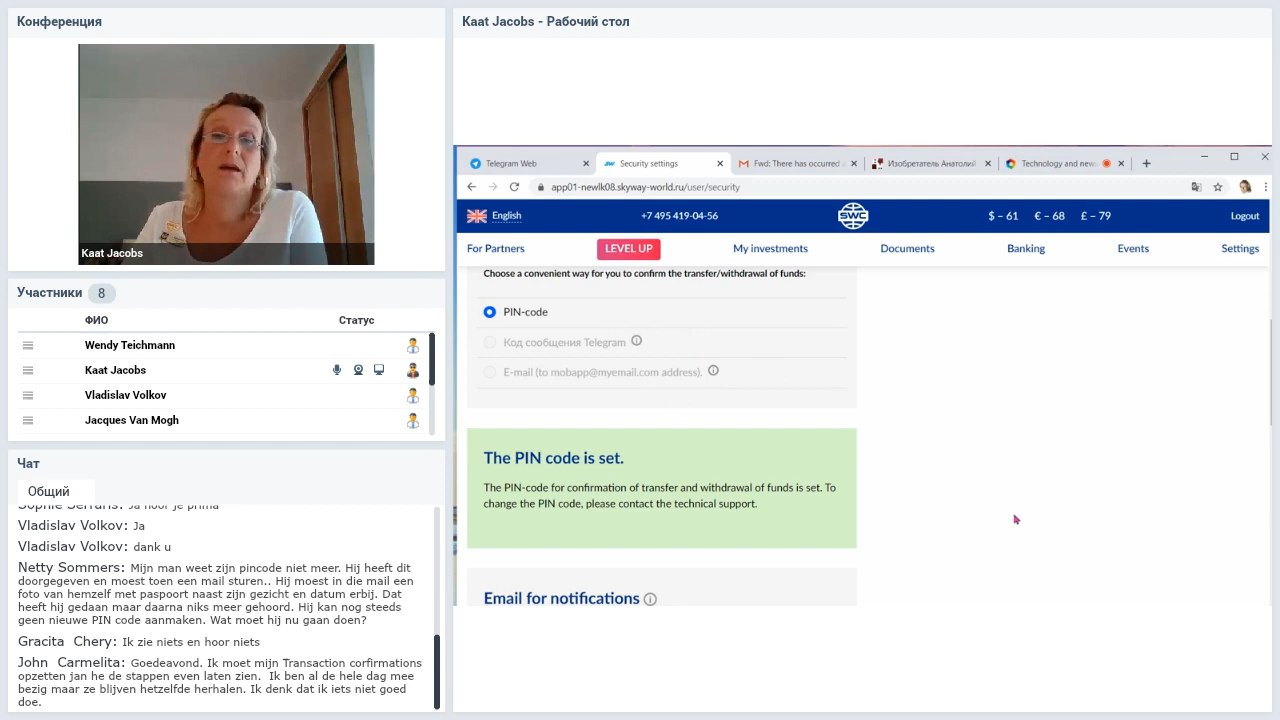 Конференция
Kaat Jacobs
Участники 8
ФИО Статус
Wendy Teichmann
Kaat Jacobs
Vladislav Volkov
Jacques Van Mogh
Чат
Общий
Vladislav Volkov: Ja
Vladislav Volkov: dank u
Netty Sommers: Mijn man weet zijn pincode niet meer. Hij heeft dit
doorgegeven en moest toen een mail sturen.. Hij moest in die mail een
foto van hemzelf met paspoort naast zijn gezicht en datum erbij. Dat
heeft hij gedaan maar daarna niks meer gehoord. Hij kan nog steeds
geen nieuwe PIN code aanmaken. Wat moet hij nu gaan doen?
Gracita Chery: Ik zie niets en hoor niets
John Carmelita: Goedeavond. Ik moet mijn Transaction corfirmations
opzetten jan he de stappen even laten zien. Ik ben al de hele dag mee
bezig maar ze blijven hetzelfde herhalen. Ik denk dat ik iets niet goed
doe.
Kaat Jacobs - Рабочий стол
Telegram Web
Security settings
Fwd: There has occurred
Изобретатель Анатолий
Technology and new
app01-newlk08.skyway-world.ru/user/security
English +7 495 419-04-56 SWC $ – 61 € – 68 £ – 79 Logout
For Partners LEVEL UP My investments Documents Banking Events Settings
Choose a convenient way for you to confirm the transfer/withdrawal of funds:
PIN-code
Код сообщения Telegram
E-mail (to mobapp@myemail.com address).
The PIN code is set.
The PIN-code for confirmation of transfer and withdrawal of funds is set. To
change the PIN code, please contact the technical support.
Email for notifications